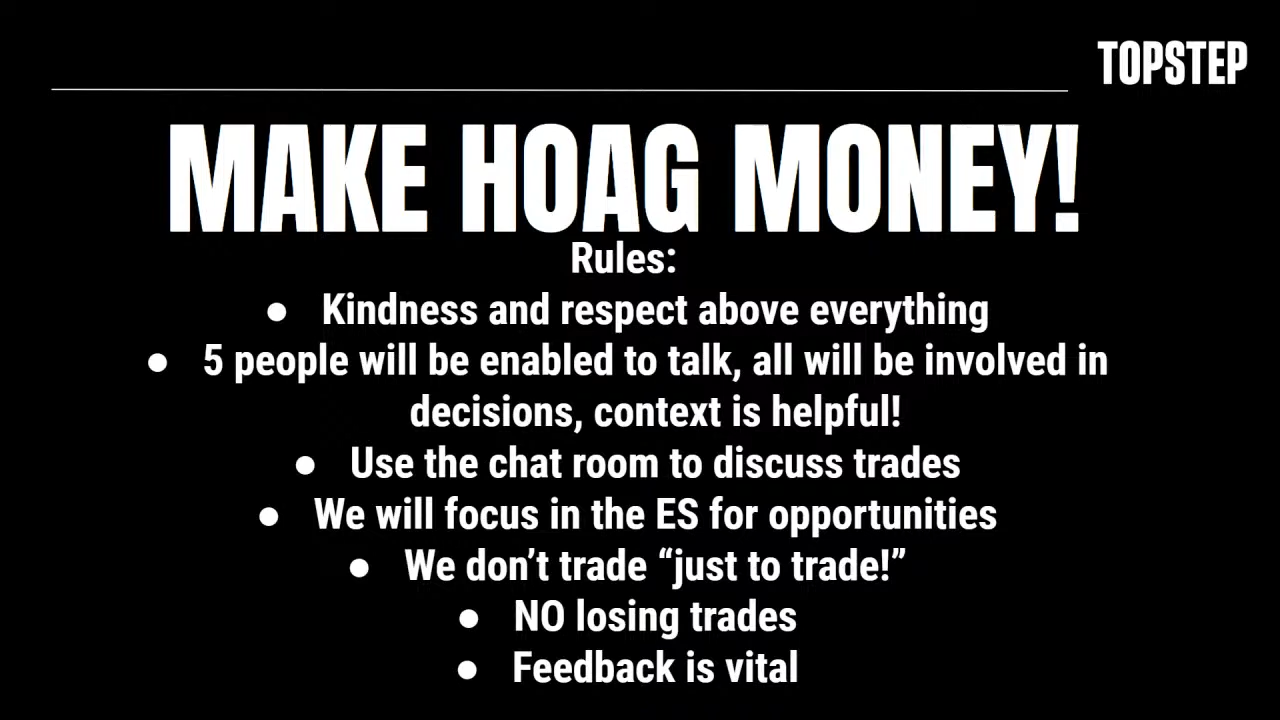 TOPSTEP
MAKE HOAG MONEY!
Rules:
● Kindness and respect above everything
● 5 people will be enabled to talk, all will be involved in
decisions, context is helpful!
● Use the chat room to discuss trades
● We will focus in the ES for opportunities
● We don’t trade “just to trade!”
● NO losing trades
● Feedback is vital